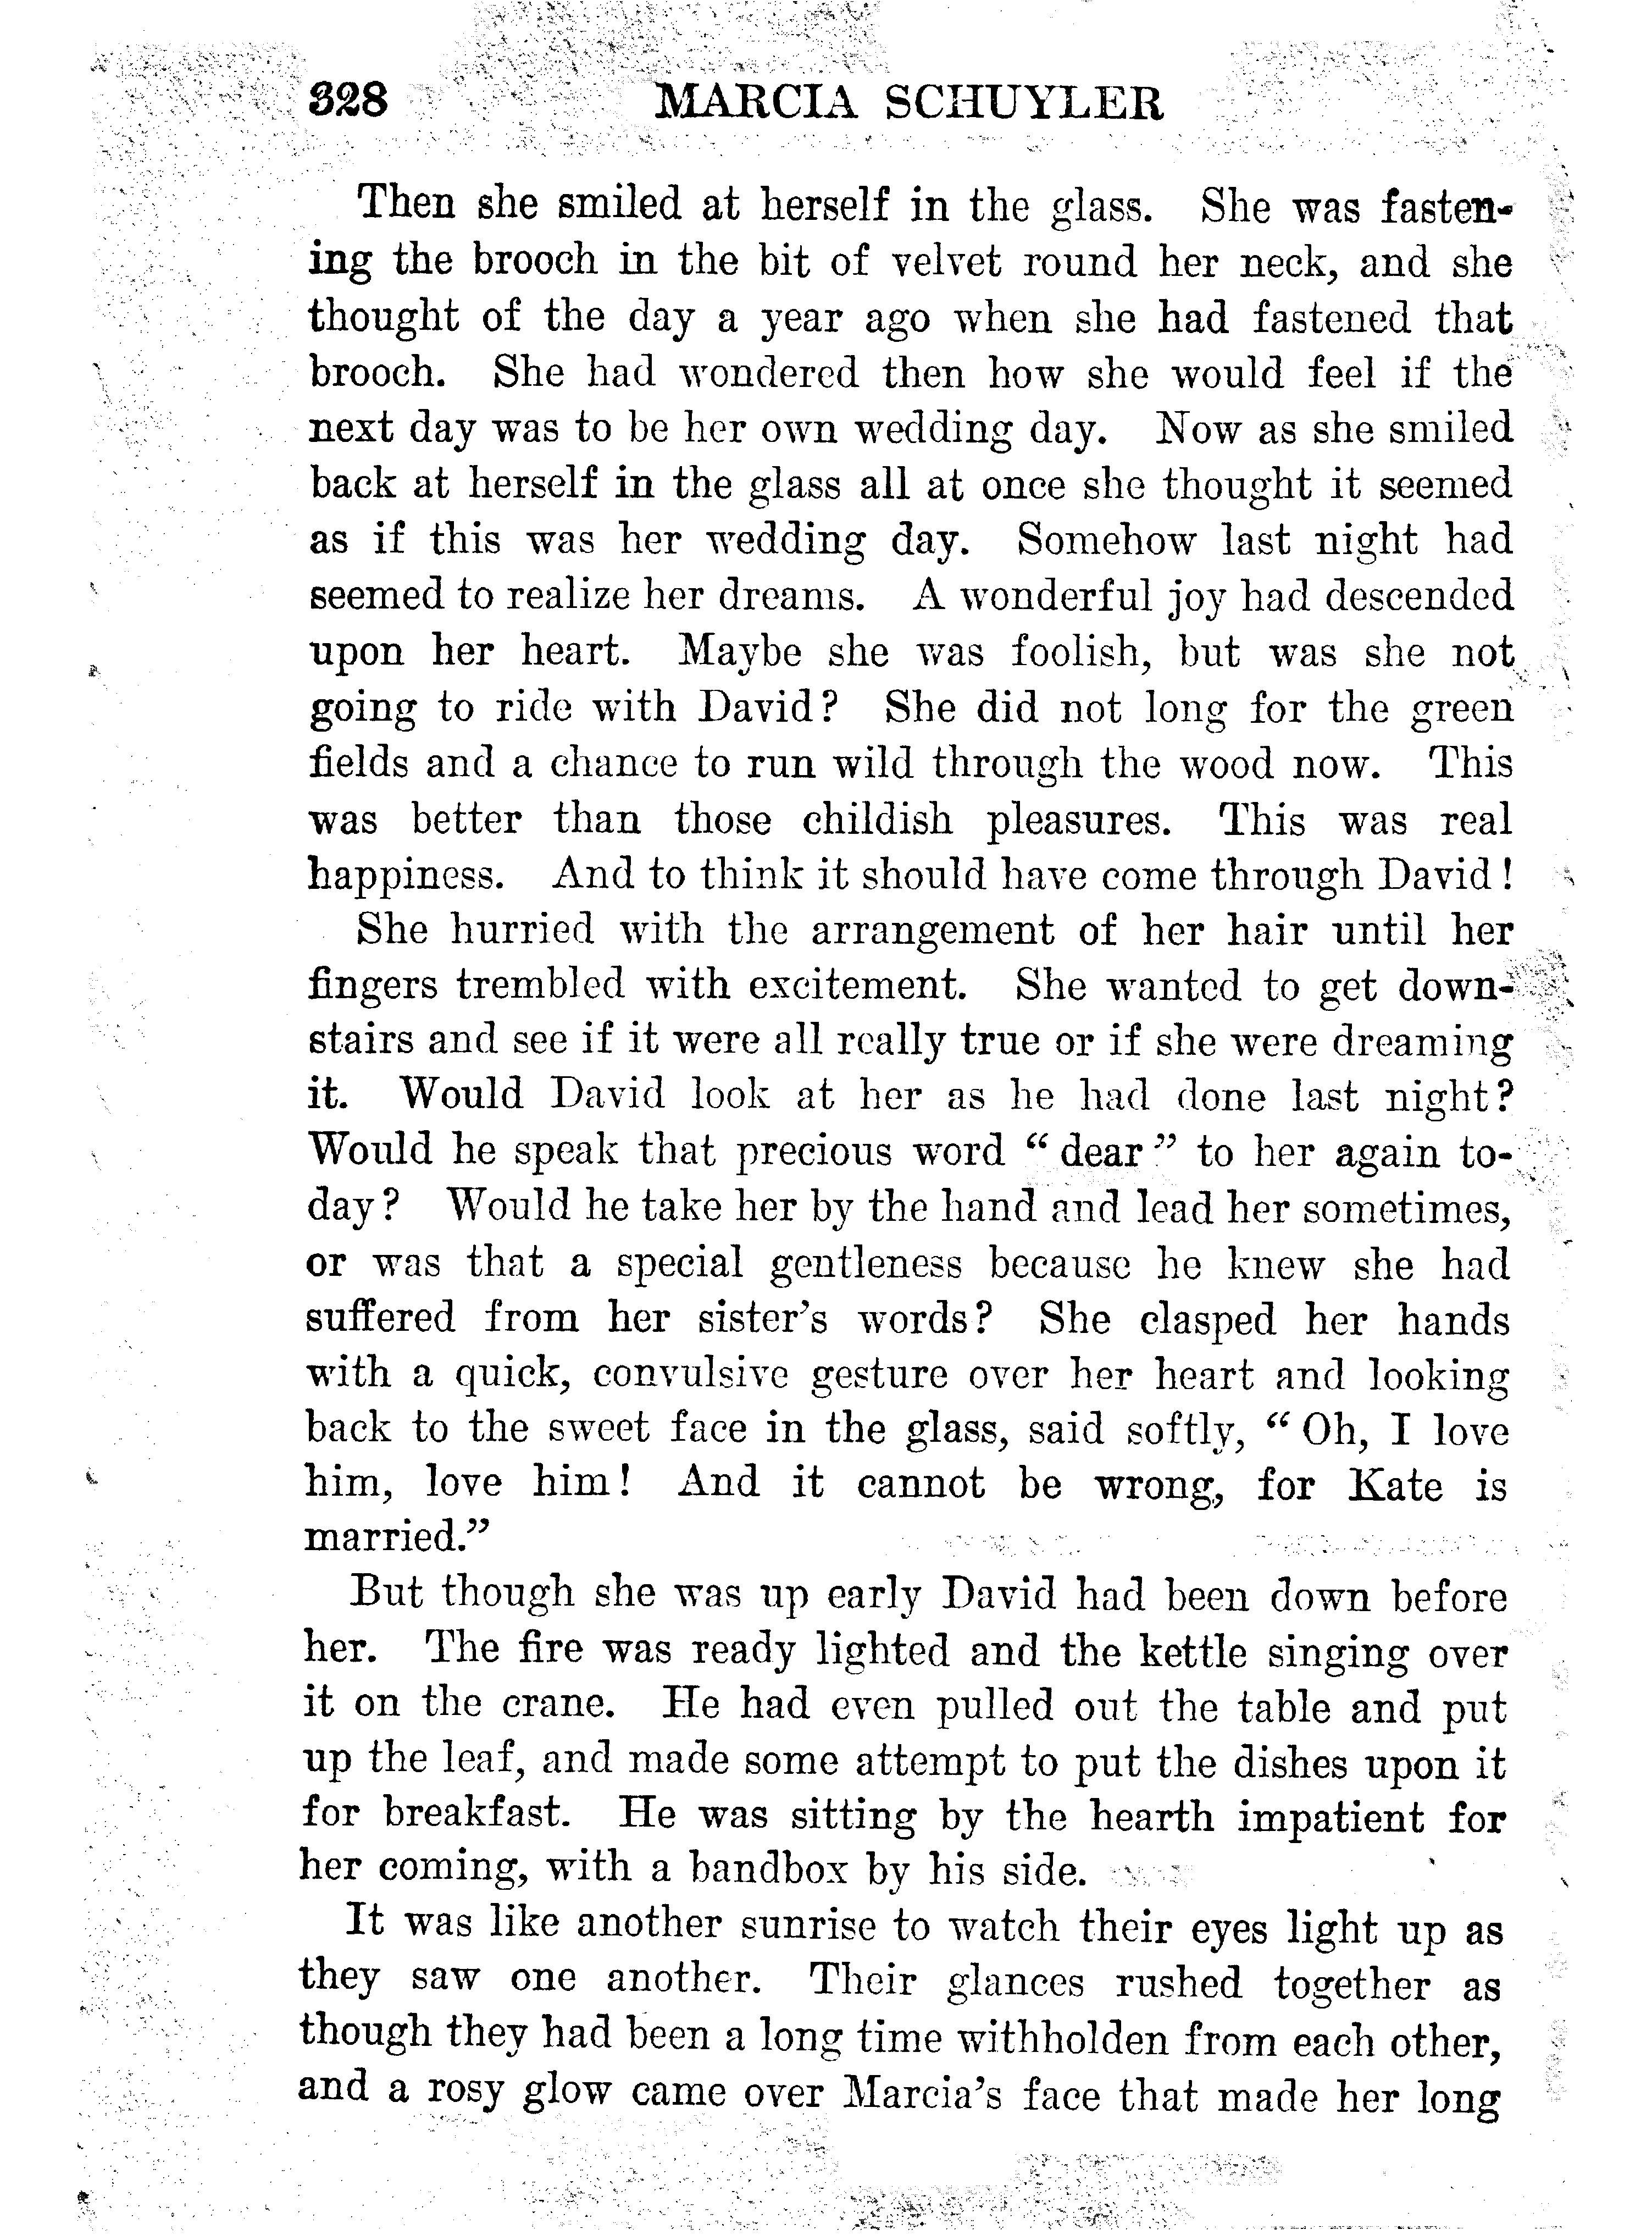 328 MARCIA SCHUYLER
Then she smiled at herself in the glass. She was fasten-
ing the brooch in the bit of velvet round her neck, and she
thought of the day a year ago when she had fastened that
brooch. She had wondered then how she would feel if the
next day was to be her own wedding day. Now as she smiled
back at herself in the glass all at once she thought it seemed
as if this was her wedding day. Somehow last night had
seemed to realize her dreams. A wonderful joy had descended
upon her heart. Maybe she was foolish, but was she not
going to ride with David? She did not long for the green
fields and a chance to run wild through the wood now. This
was better than those childish pleasures. This was real
happiness. And to think it should have come through David!
She hurried with the arrangement of her hair until her
fingers trembled with excitement. She wanted to get down-
stairs and see if it were all really true or if she were dreaming
it. Would David look at her as he had done last night?
Would he speak that precious word “ dear ” to her again to-
day? Would he take her by the hand and lead her sometimes,
or was that a special gentleness because he knew she had
suffered from her sister’s words? She clasped her hands
with a quick, convulsive gesture over her heart and looking
back to the sweet face in the glass, said softly, “ Oh, I love
him, love him! And it cannot be wrong, for Kate is
married.”
But though she was up early David had been down before
her. The fire was ready lighted and the kettle singing over
it on the crane. He had even pulled out the table and put
up the leaf, and made some attempt to put the dishes upon it
for breakfast. He was sitting by the hearth impatient for
her coming, with a bandbox by his side.
It was like another sunrise to watch their eyes light up as
they saw one another. Their glances rushed together as
though they had been a long time withholden from each other,
and a rosy glow came over Marcia’s face that made her long